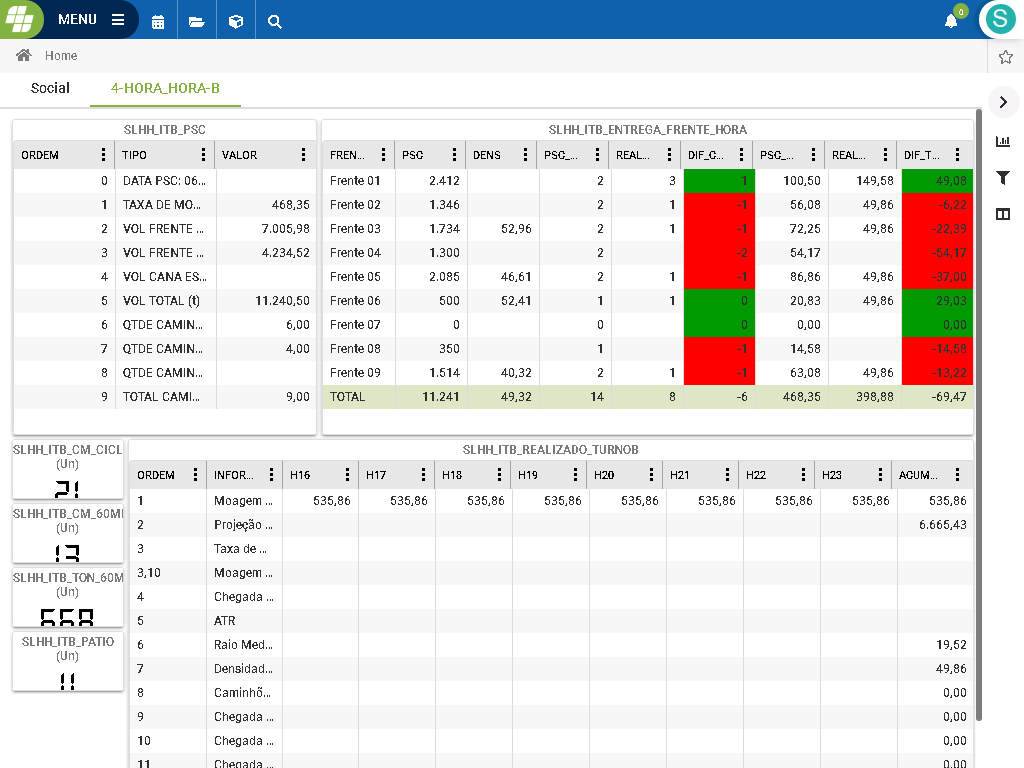 MENU
0
S
Home
Social 4-HORA_HORA-B
SLHH_ITB_PSC
ORDEM TIPO VALOR
0 DATA PSC: 06...
1 TAXA DE MO... 468,35
2 VOL FRENTE ... 7.005,98
3 VOL FRENTE ... 4.234,52
4 VOL CANA ES...
5 VOL TOTAL (t) 11.240,50
6 QTDE CAMIN... 6,00
7 QTDE CAMIN... 4,00
8 QTDE CAMIN...
9 TOTAL CAMI... 9,00
SLHH_ITB_ENTREGA_FRENTE_HORA
FREN... PSC DENS PSC_... REAL... DIF_C... PSC_... REAL... DIF_T...
Frente 01 2.412 2 3 1 100,50 149,58 49,08
Frente 02 1.346 2 1 -1 56,08 49,86 -6,22
Frente 03 1.734 52,96 2 1 -1 72,25 49,86 -22,39
Frente 04 1.300 2 -2 54,17 -54,17
Frente 05 2.085 46,61 2 1 -1 86,86 49,86 -37,00
Frente 06 500 52,41 1 1 0 20,83 49,86 29,03
Frente 07 0 0 0 0,00 0,00
Frente 08 350 1 -1 14,58 -14,58
Frente 09 1.514 40,32 2 1 -1 63,08 49,86 -13,22
TOTAL 11.241 49,32 14 8 -6 468,35 398,88 -69,47
SLHH_ITB_CM_CICL
(Un)
21
SLHH_ITB_CM_60MI
(Un)
13
SLHH_ITB_TON_60M
(Un)
668
SLHH_ITB_PATIO
(Un)
11
SLHH_ITB_REALIZADO_TURNOB
ORDEM INFOR... H16 H17 H18 H19 H20 H21 H22 H23 ACUM...
1 Moagem ... 535,86 535,86 535,86 535,86 535,86 535,86 535,86 535,86 535,86
2 Projeção ... 6.665,43
3 Taxa de ...
3,10 Moagem ...
4 Chegada ...
5 ATR
6 Raio Med... 19,52
7 Densidad... 49,86
8 Caminhõ... 0,00
9 Chegada ... 0,00
10 Chegada ... 0,00
11 Chegada ... 0,00